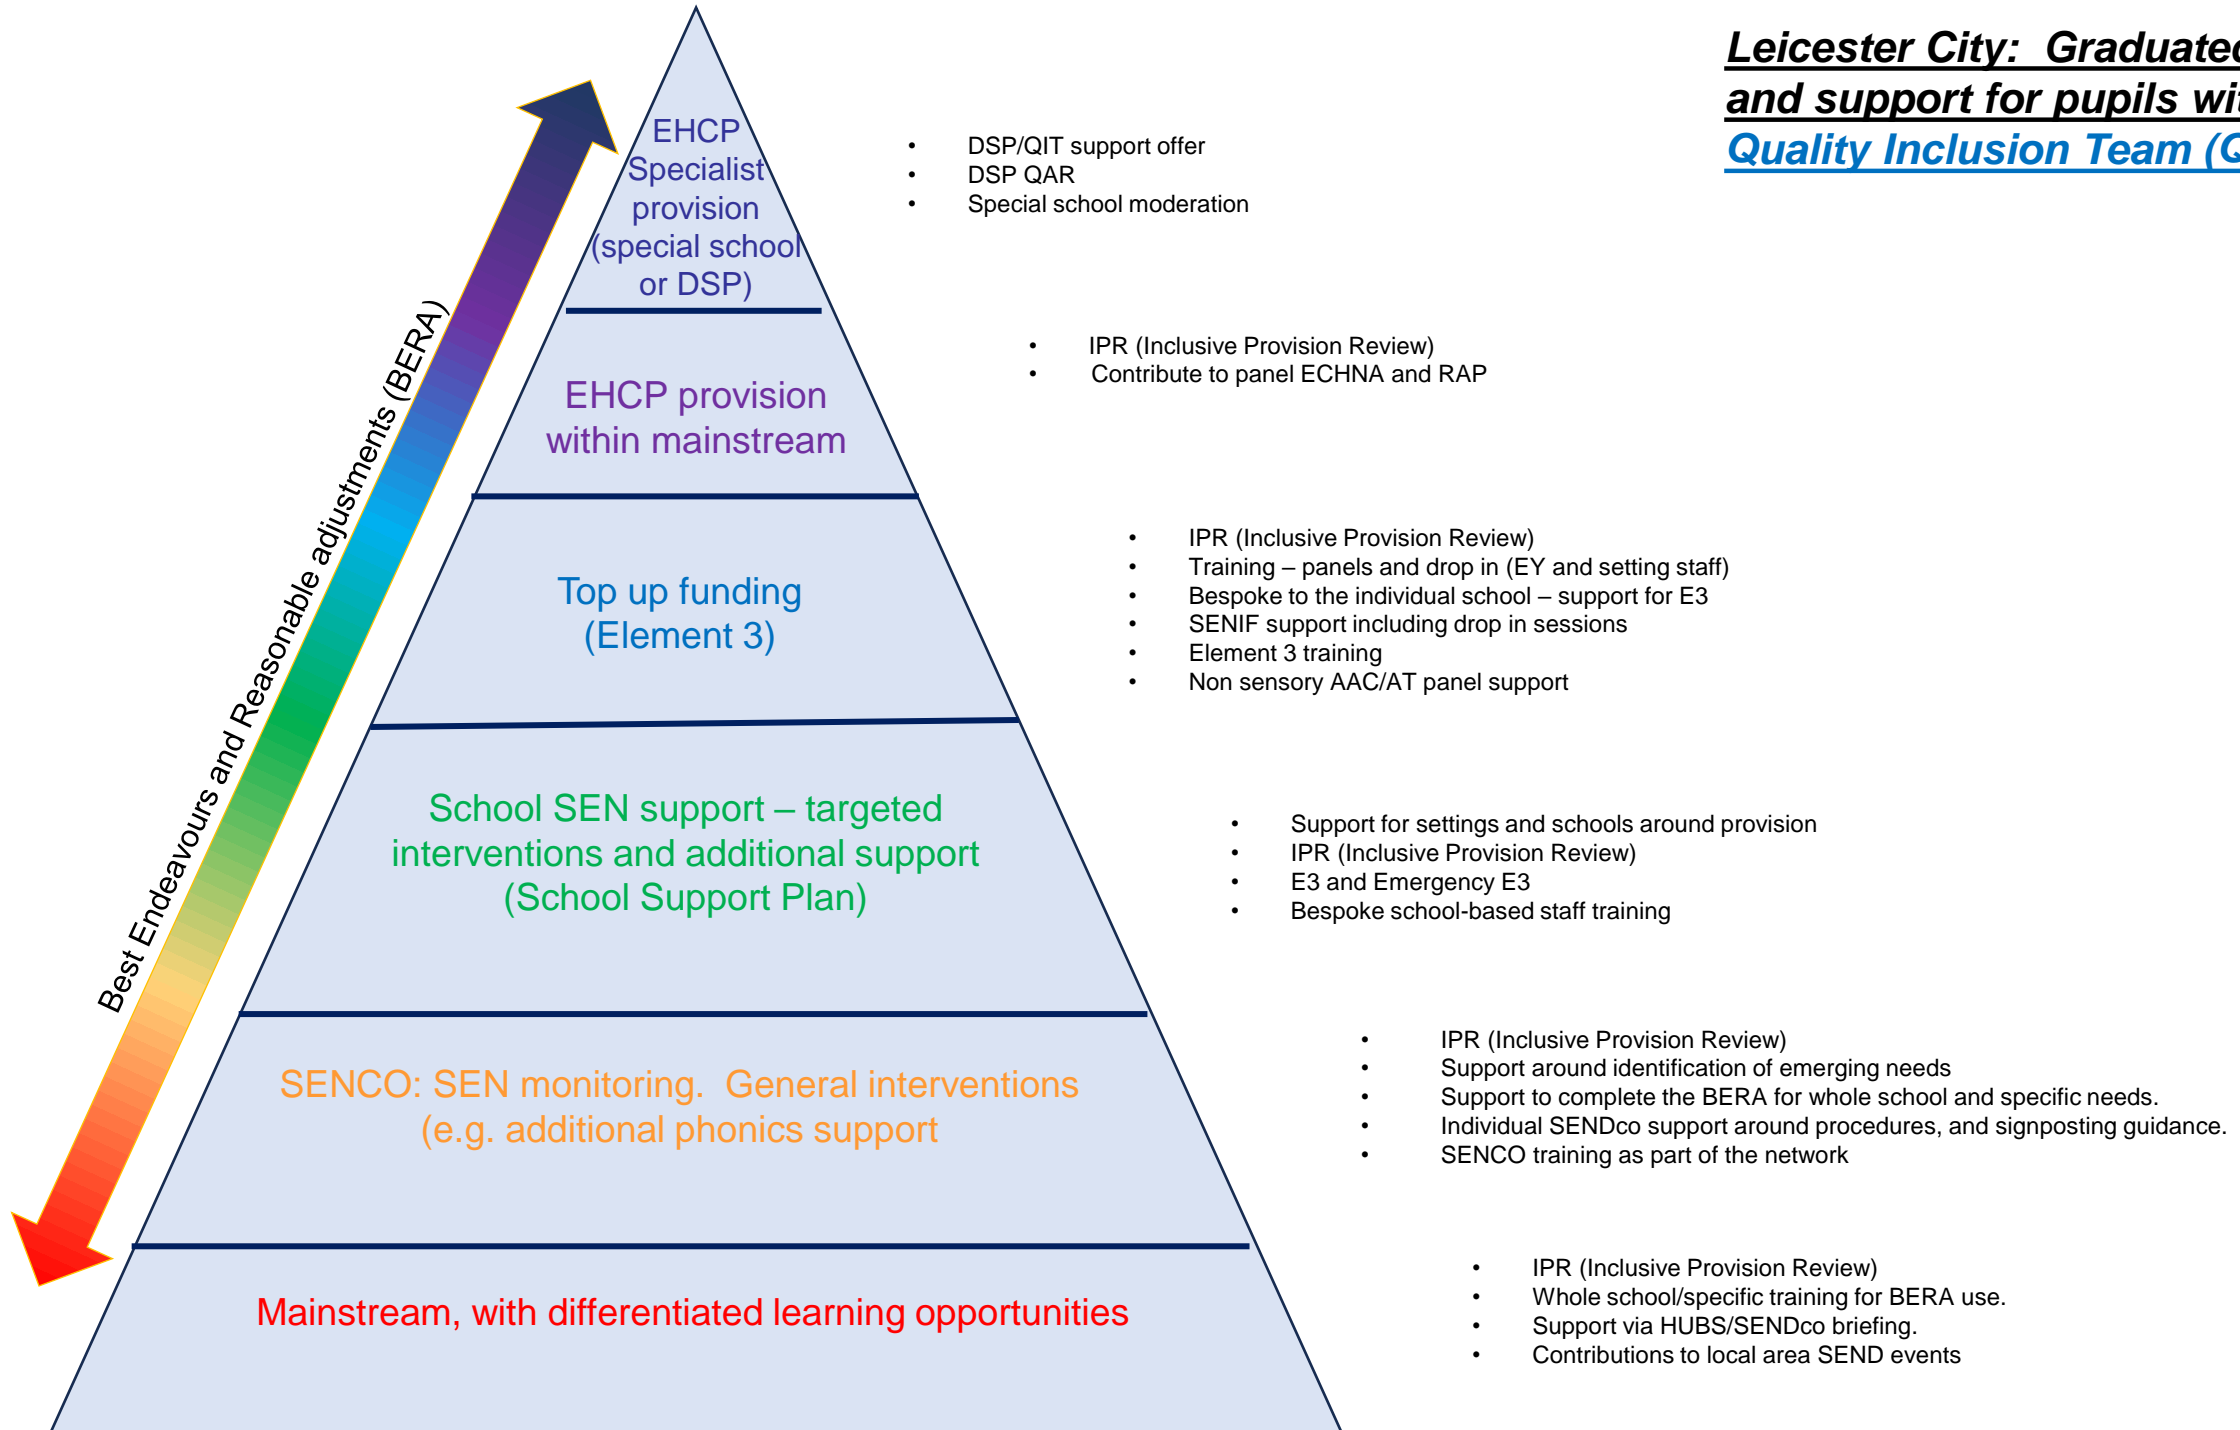 Leicester City: Graduated
and support for pupils wit
Quality Inclusion Team (Q
Best Endeavours and Reasonable adjustments (BERA)
EHCP
Specialist
provision
(special school
or DSP)
• DSP/QIT support offer
• DSP QAR
• Special school moderation
EHCP provision
within mainstream
• IPR (Inclusive Provision Review)
• Contribute to panel ECHNA and RAP
Top up funding
(Element 3)
• IPR (Inclusive Provision Review)
• Training – panels and drop in (EY and setting staff)
• Bespoke to the individual school – support for E3
• SENIF support including drop in sessions
• Element 3 training
• Non sensory AAC/AT panel support
School SEN support – targeted
interventions and additional support
(School Support Plan)
• Support for settings and schools around provision
• IPR (Inclusive Provision Review)
• E3 and Emergency E3
• Bespoke school-based staff training
SENCO: SEN monitoring. General interventions
(e.g. additional phonics support
• IPR (Inclusive Provision Review)
• Support around identification of emerging needs
• Support to complete the BERA for whole school and specific needs.
• Individual SENDco support around procedures, and signposting guidance.
• SENCO training as part of the network
Mainstream, with differentiated learning opportunities
• IPR (Inclusive Provision Review)
• Whole school/specific training for BERA use.
• Support via HUBS/SENDco briefing.
• Contributions to local area SEND events